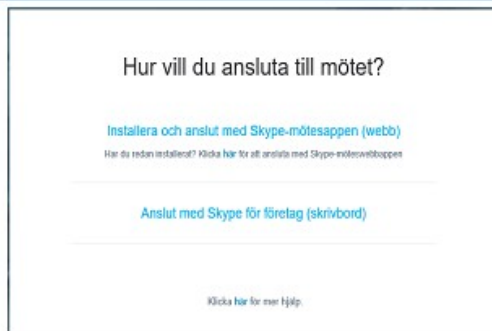 Hur vill du ansluta till mötet?
Installera och anslut med Skype-mötesappen (webb)
Har du redan installerat? Klicka här för att ansluta med Skype-möteswebbappen
Anslut med Skype för företag (skrivbord)
Klicka här för mer hjälp.